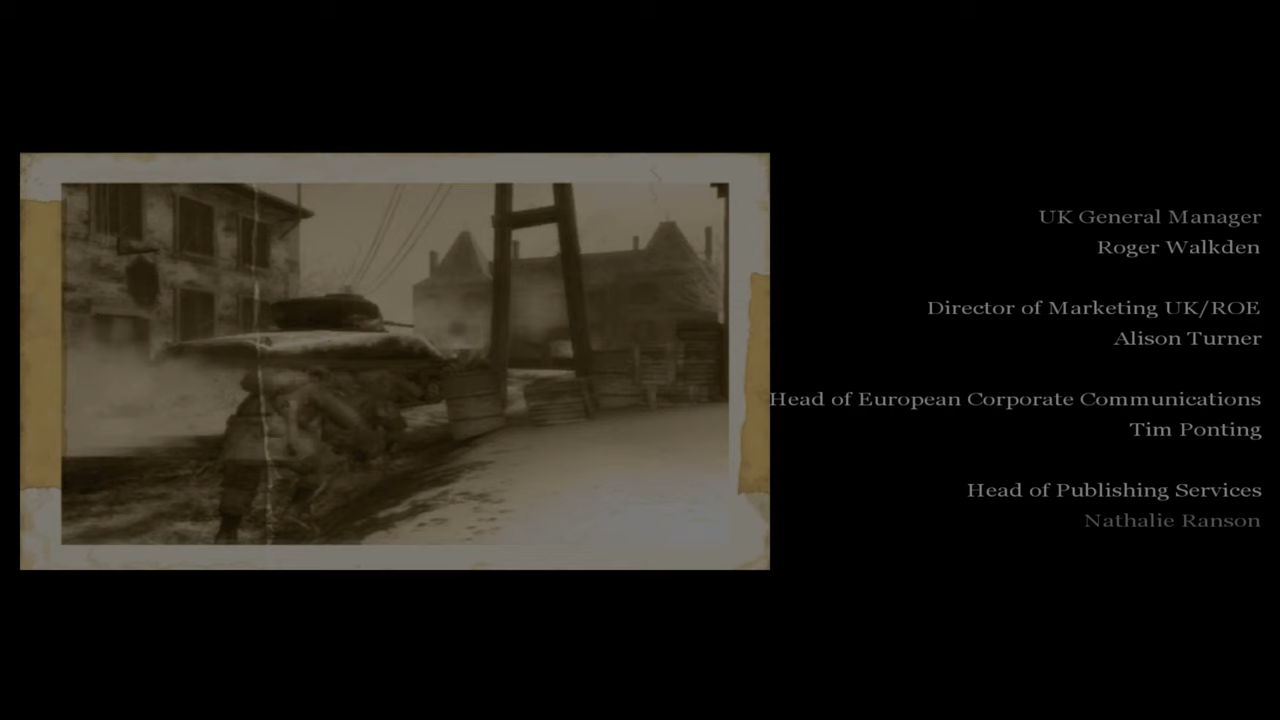 UK General Manager
Roger Walkden
Director of Marketing UK/ROE
Alison Turner
Head of European Corporate Communications
Tim Ponting
Head of Publishing Services
Nathalie Ranson